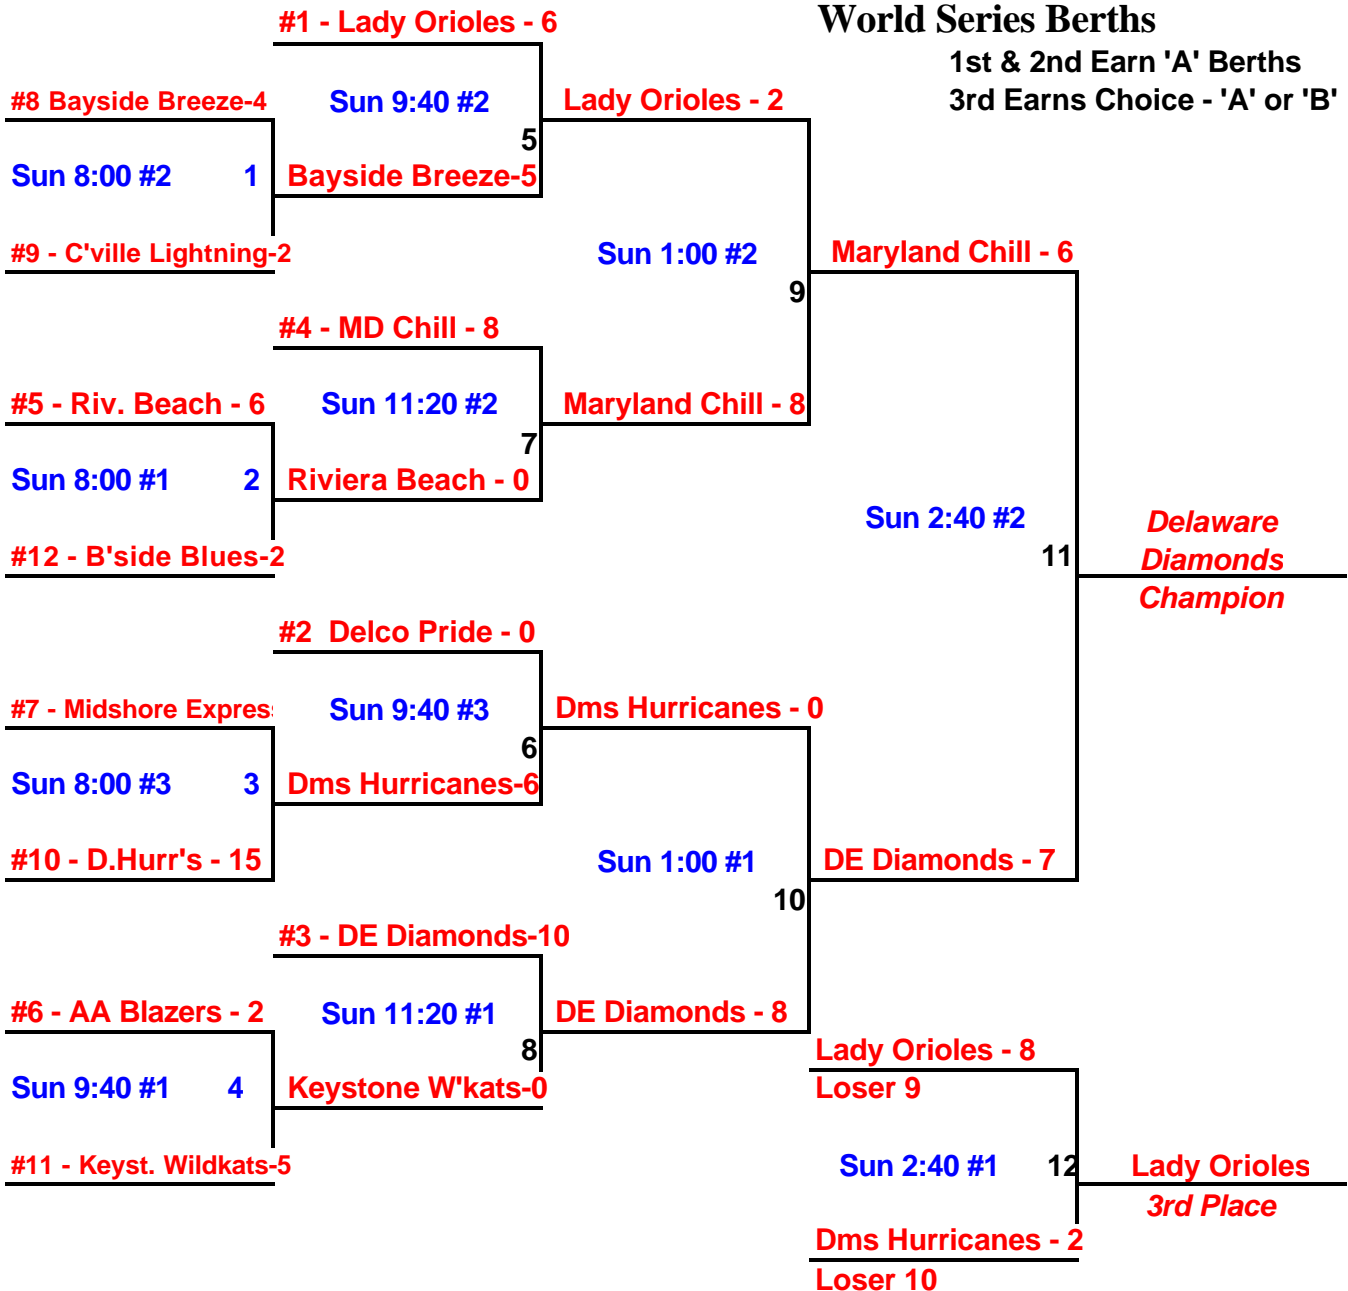 #1 - Lady Orioles - 6
World Series Berths
1st & 2nd Earn 'A' Berths
3rd Earns Choice - 'A' or 'B'
#8 Bayside Breeze-4
Sun 9:40 #2
Lady Orioles - 2
5
Sun 8:00 #2 1
Bayside Breeze-5
#9 - C'ville Lightning-2
Sun 1:00 #2
Maryland Chill - 6
9
#4 - MD Chill - 8
#5 - Riv. Beach - 6
Sun 11:20 #2
Maryland Chill - 8
7
Sun 8:00 #1 2
Riviera Beach - 0
Sun 2:40 #2
11
Delaware
Diamonds
Champion
#12 - B'side Blues-2
#2 Delco Pride - 0
#7 - Midshore Express
Sun 9:40 #3
Dms Hurricanes - 0
6
Sun 8:00 #3 3
Dms Hurricanes-6
#10 - D.Hurr's - 15
Sun 1:00 #1
DE Diamonds - 7
10
#3 - DE Diamonds-10
#6 - AA Blazers - 2
Sun 11:20 #1
DE Diamonds - 8
8
Lady Orioles - 8
Loser 9
Sun 9:40 #1 4
Keystone W'kats-0
#11 - Keyst. Wildkats-5
Sun 2:40 #1 12
Lady Orioles
3rd Place
Dms Hurricanes - 2
Loser 10